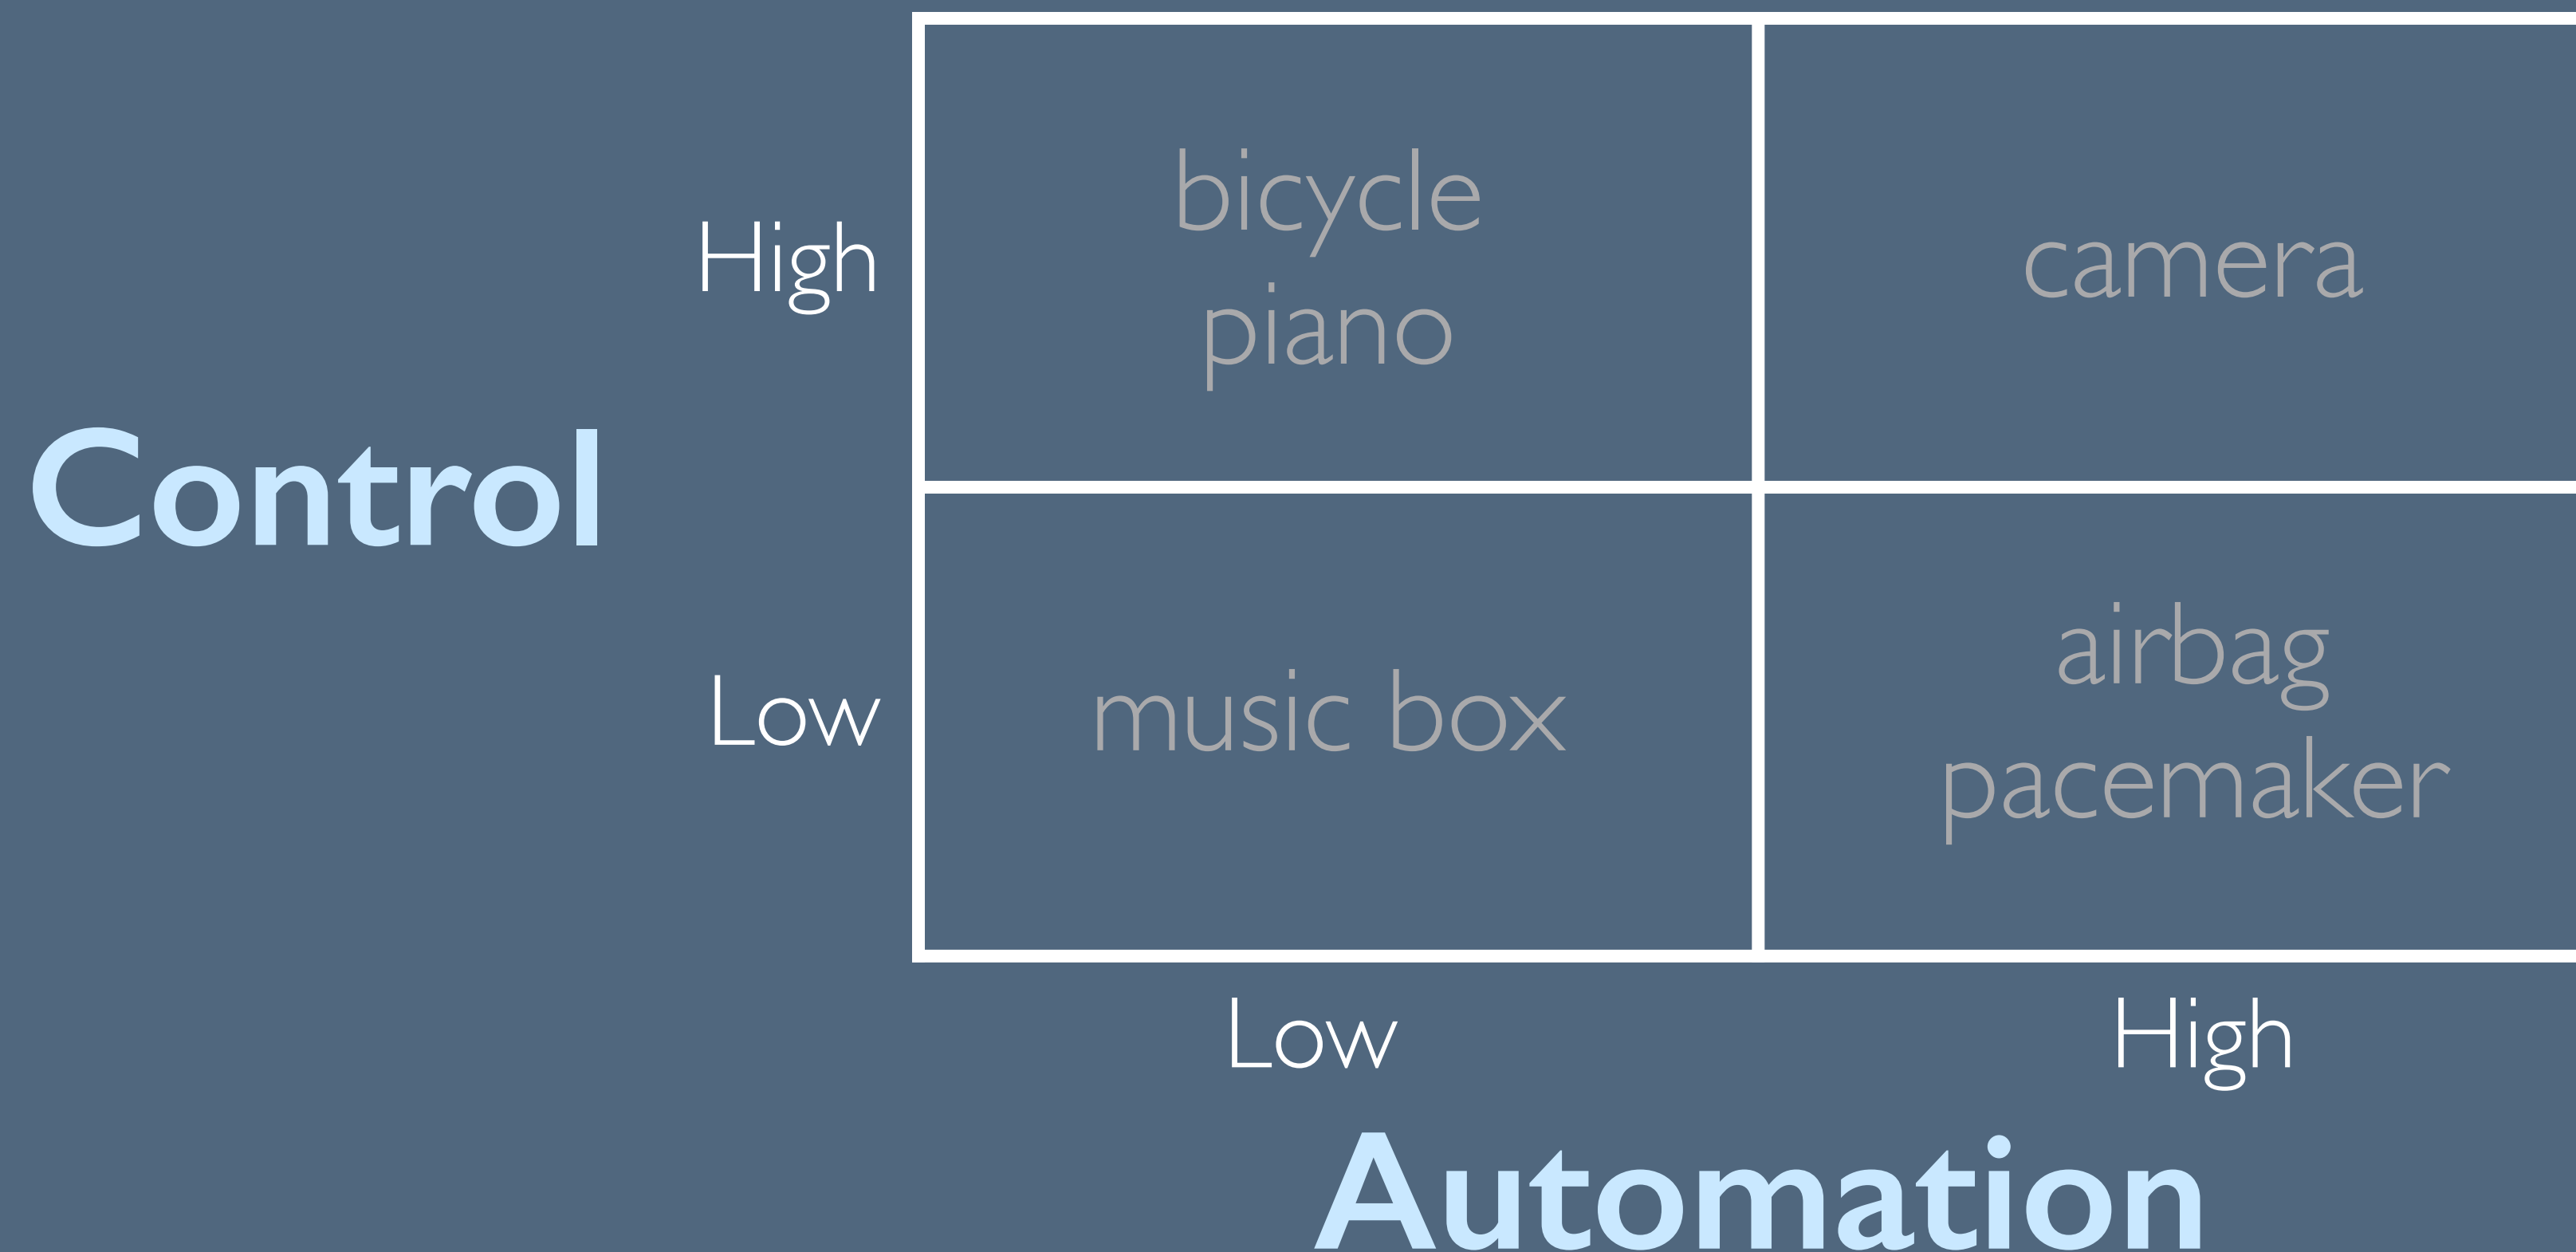 bicycle
piano
camera
High
Control
music box
airbag
pacemaker
Low
Low
High
Automation